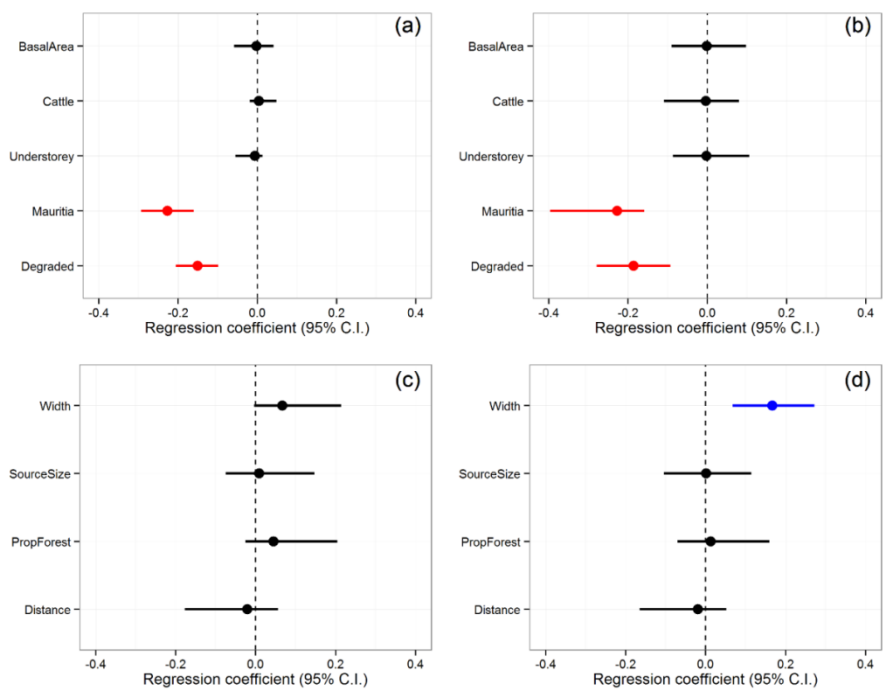 (a)
BasalArea
Cattle
Understorey
Mauritia
Degraded
-0.4 -0.2 0.0 0.2 0.4
Regression coefficient (95% C.I.)
(b)
BasalArea
Cattle
Understorey
Mauritia
Degraded
-0.4 -0.2 0.0 0.2 0.4
Regression coefficient (95% C.I.)
(c)
Width
SourceSize
PropForest
Distance
-0.4 -0.2 0.0 0.2 0.4
Regression coefficient (95% C.I.)
(d)
Width
SourceSize
PropForest
Distance
-0.4 -0.2 0.0 0.2 0.4
Regression coefficient (95% C.I.)